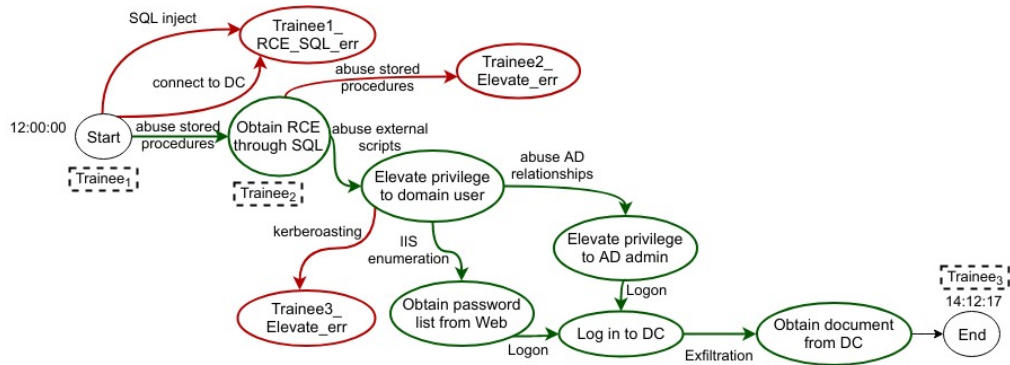 SQL inject
Trainee1_
RCE_SQL_err
connect to DC
abuse stored
procedures
Trainee2_
Elevate_err
12:00:00
Start
abuse stored
procedures
Obtain RCE
through SQL
abuse external
scripts
Trainee1
Trainee2
Elevate privilege
to domain user
abuse AD
relationships
kerberoasting
IIS
enumeration
Elevate privilege
to AD admin
Trainee3
14:12:17
Trainee3_
Elevate_err
Obtain password
list from Web
Logon
Logon
Log in to DC
Exfiltration
Obtain document
from DC
End